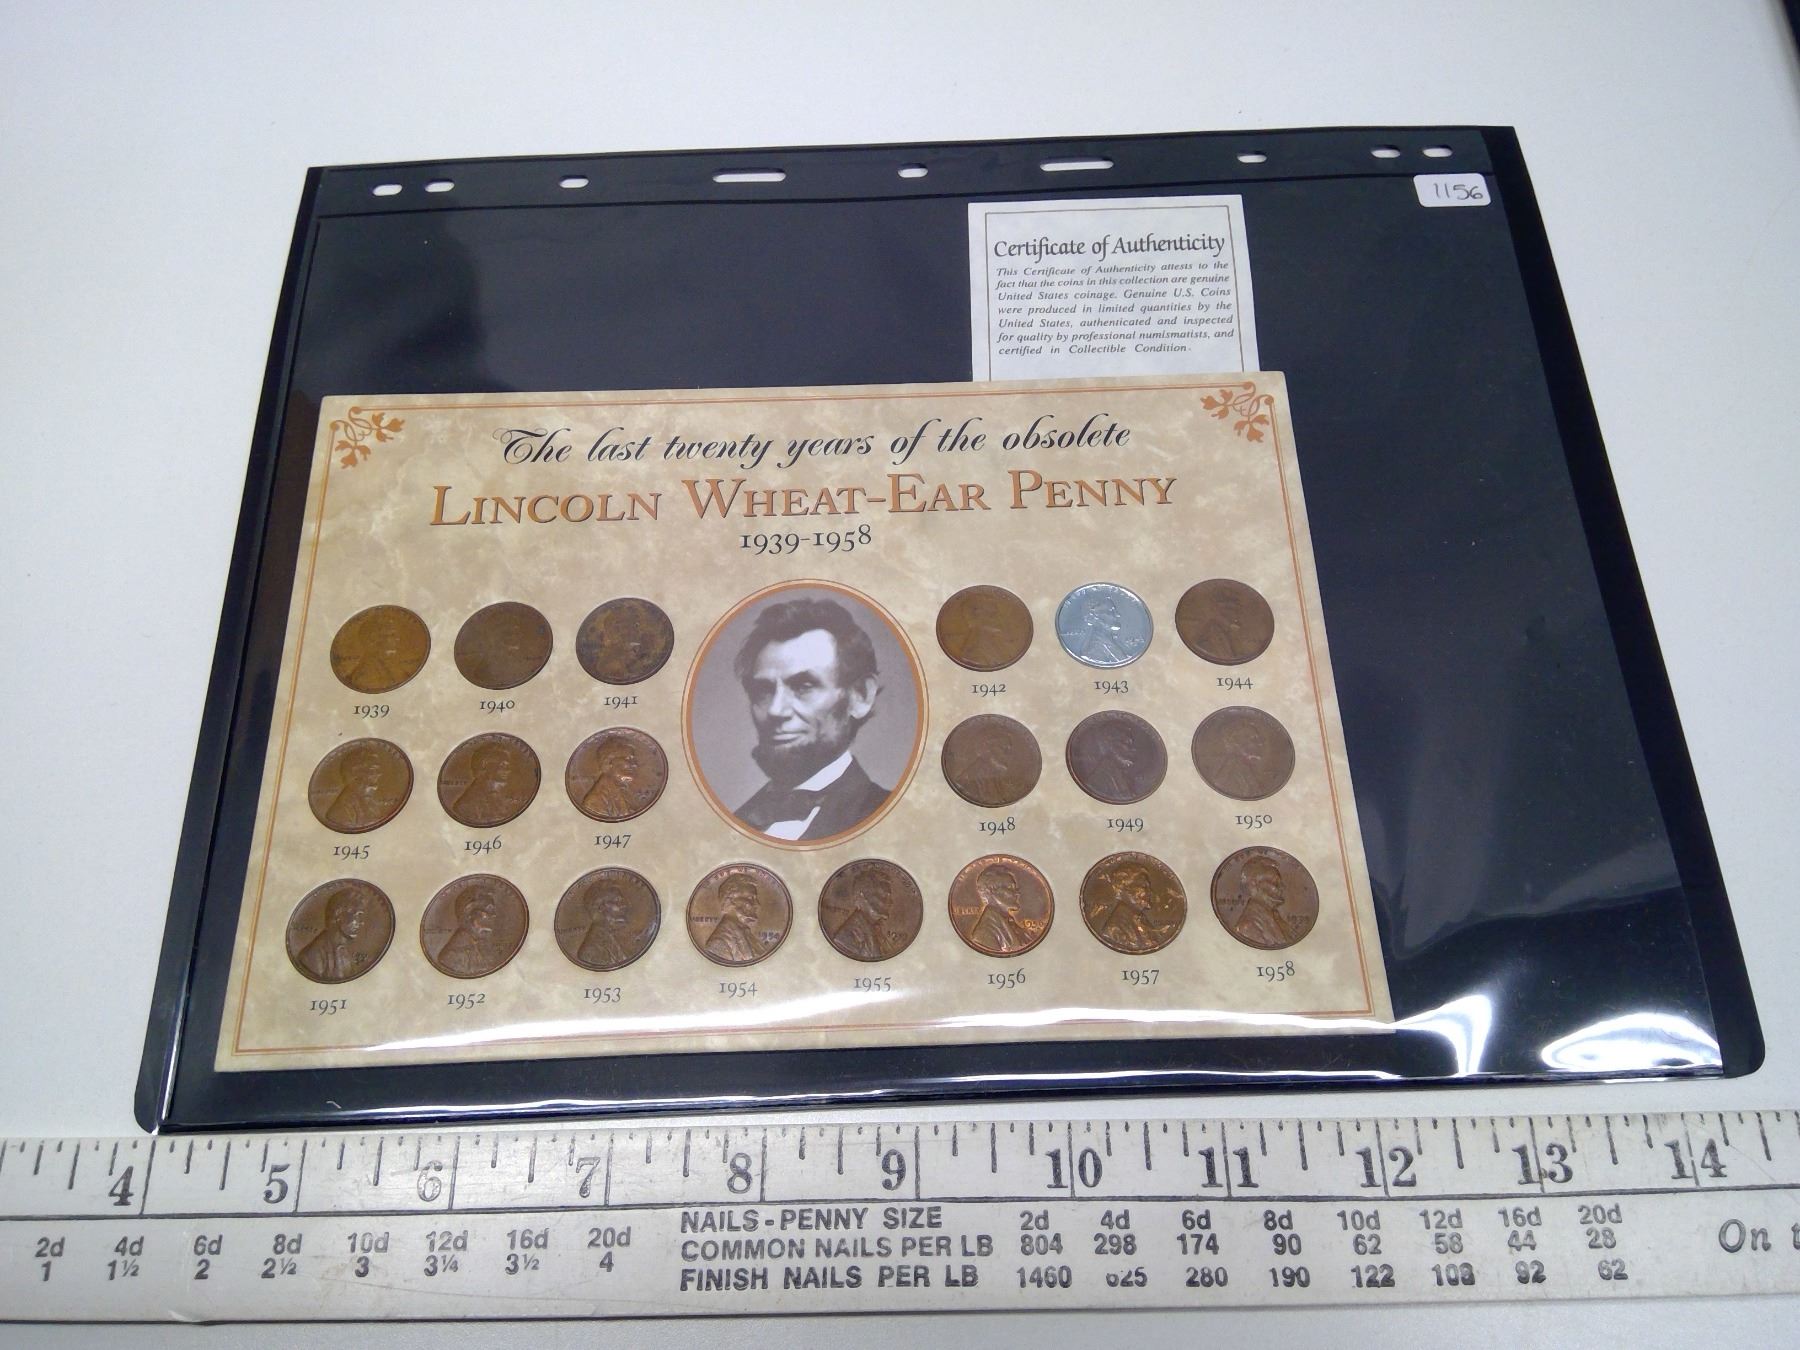 1156
Certificate of Authenticity
This Certificate of Authenticity attests to the
fact that the coins in this collection are genuine
United States coinage. Genuine U.S. Coins
were produced in limited quantities by the
United States, authenticated and inspected
for quality by professional numismatists, and
certified in Collectible Condition.
The last twenty years of the obsolete
LINCOLN WHEAT-EAR PENNY
1939-1958
1939 1940 1941 1942 1943 1944
1945 1946 1947 1948 1949 1950
1951 1952 1953 1954 1955 1956 1957 1958
4 5 6 7 8 9 10 11 12 13 14
NAILS-PENNY SIZE 2d 4d 6d 8d 10d 12d 16d 20d
2d 4d 6d 8d 10d 12d 16d 20d COMMON NAILS PER LB 804 298 174 90 62 58 44 28 On
1 1½ 2 2½ 3 3¼ 3½ 4 FINISH NAILS PER LB 1460 625 280 190 122 108 92 62